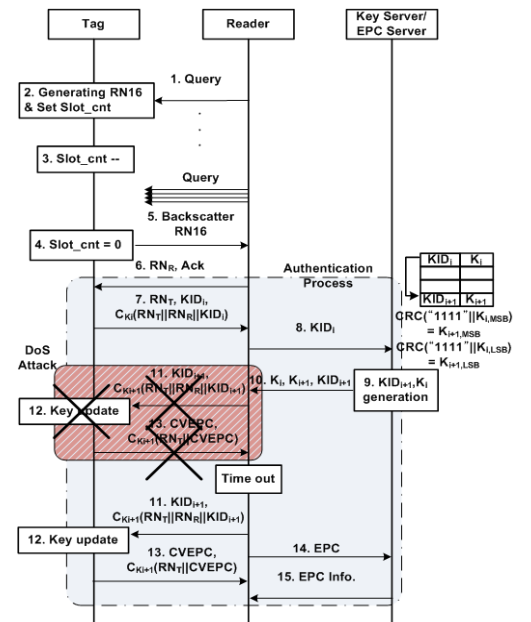 Tag
Reader
Key Server/
EPC Server
1. Query
2. Generating RN16
& Set Slot_cnt
3. Slot_cnt --
Query
5. Backscatter
RN16
4. Slot_cnt = 0
6. RNR, Ack
Authentication
Process
KIDi Ki
KIDi+1 Ki+1
7. RNT, KIDi,
CKi(RNT||RNR||KIDi)
8. KIDi
CRC("1111"||Ki,MSB)
= Ki+1,MSB
CRC("1111"||Ki,LSB)
= Ki+1,LSB
DoS
Attack
11. KIDi+1,
CKi+1(RNT||RNR||KIDi+1)
10. Ki, Ki+1, KIDi+1
9. KIDi+1,Ki
generation
12. Key update
13. CVEPC,
CKi+1(RNT||CVEPC)
Time out
11. KIDi+1,
CKi+1(RNT||RNR||KIDi+1)
12. Key update
13. CVEPC,
CKi+1(RNT||CVEPC)
14. EPC
15. EPC Info.